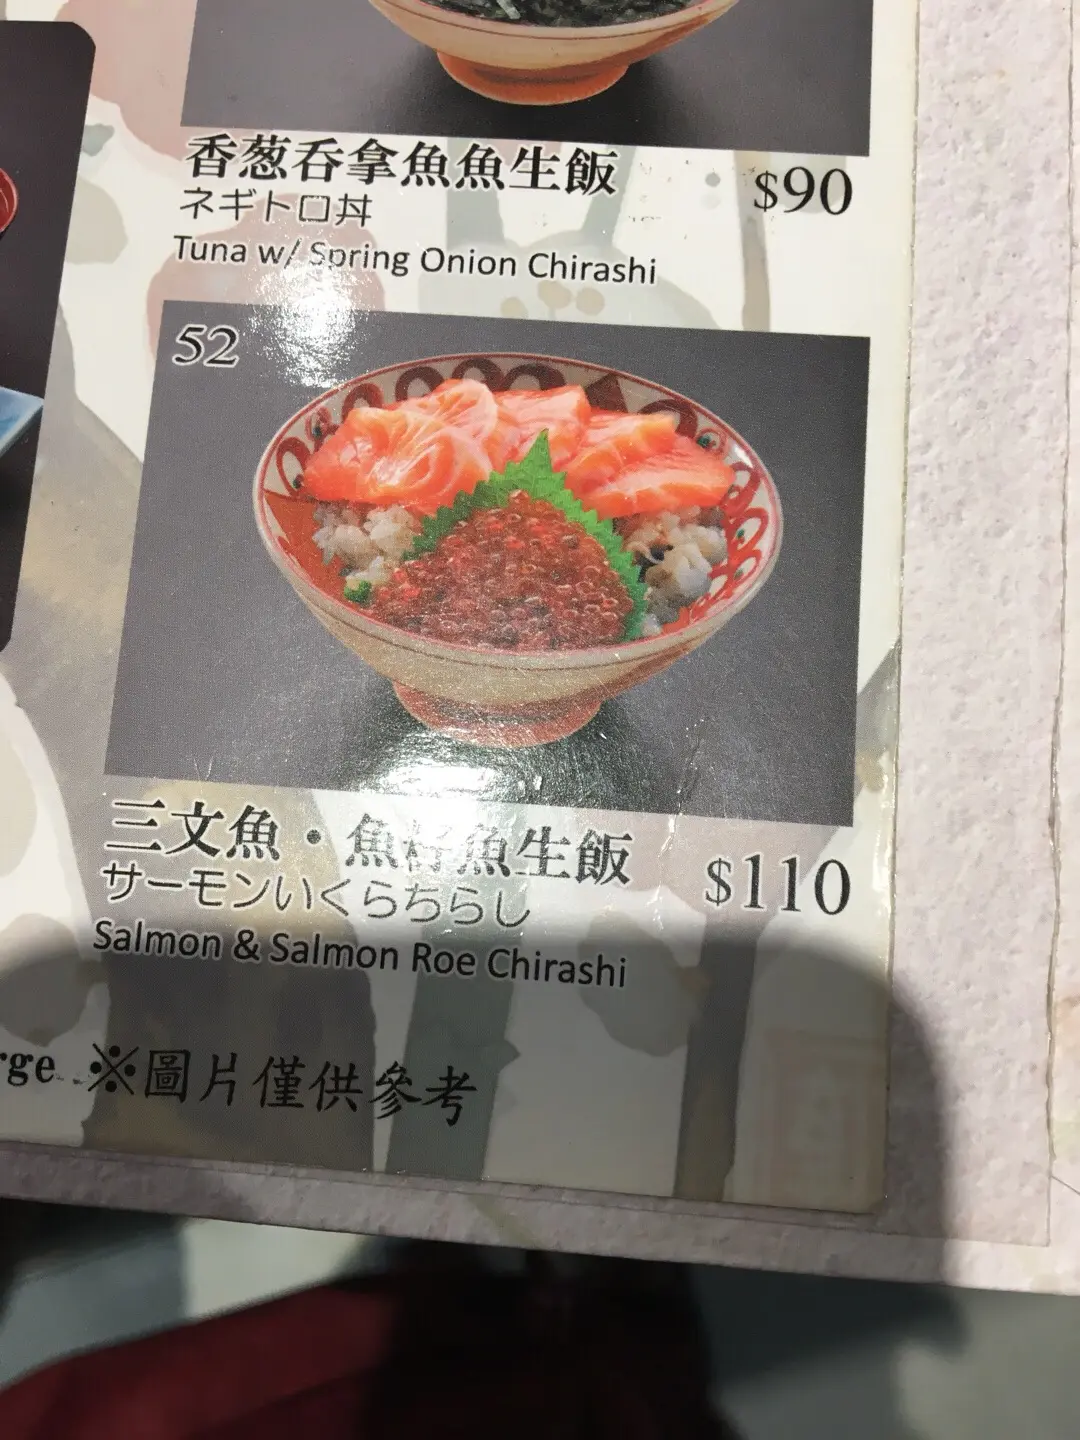 香葱吞拿魚魚生飯 $90
ネギトロ丼
Tuna w/ Spring Onion Chirashi
52
三文魚・魚籽魚生飯 $110
サーモンいくらちらし
Salmon & Salmon Roe Chirashi
※圖片僅供參考